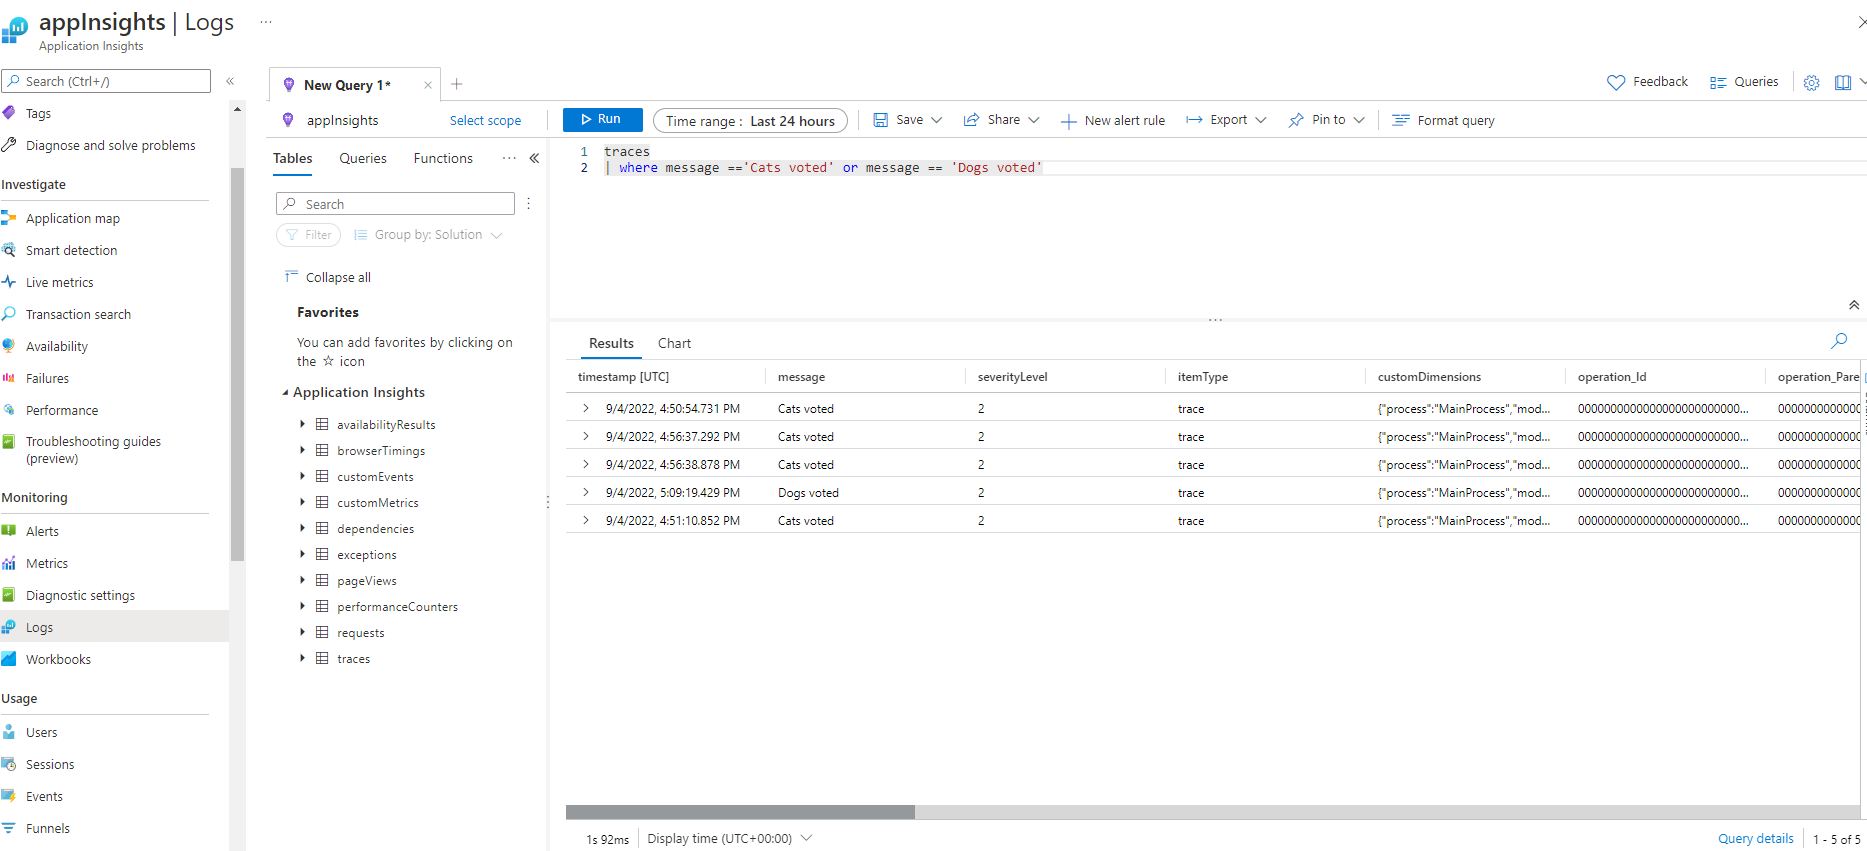 appInsights | Logs ...
Application Insights
Search (Ctrl+/)
«
Tags
Diagnose and solve problems
Investigate
Application map
Smart detection
Live metrics
Transaction search
Availability
Failures
Performance
Troubleshooting guides
(preview)
Monitoring
Alerts
Metrics
Diagnostic settings
Logs
Workbooks
Usage
Users
Sessions
Events
Funnels
New Query 1*
Feedback
Queries
appInsights
Select scope
Run
Time range : Last 24 hours
Save
Share
New alert rule
Export
Pin to
Format query
Tables
Queries
Functions
...
«
Search
Filter
Group by: Solution
Collapse all
Favorites
You can add favorites by clicking on
the ☆ icon
Application Insights
availabilityResults
browserTimings
customEvents
customMetrics
dependencies
exceptions
pageViews
performanceCounters
requests
traces
1 traces
2 | where message =='Cats voted' or message == 'Dogs voted'
Results
Chart
timestamp [UTC] message severityLevel itemType customDimensions operation_Id operation_Pare
9/4/2022, 4:50:54.731 PM Cats voted 2 trace {"process":"MainProcess","mod... 00000000000000000000000000... 0000000000000
9/4/2022, 4:56:37.292 PM Cats voted 2 trace {"process":"MainProcess","mod... 00000000000000000000000000... 0000000000000
9/4/2022, 4:56:38.878 PM Cats voted 2 trace {"process":"MainProcess","mod... 00000000000000000000000000... 0000000000000
9/4/2022, 5:09:19.429 PM Dogs voted 2 trace {"process":"MainProcess","mod... 00000000000000000000000000... 0000000000000
9/4/2022, 4:51:10.852 PM Cats voted 2 trace {"process":"MainProcess","mod... 00000000000000000000000000... 0000000000000
1s 92ms
Display time (UTC+00:00)
Query details
1 - 5 of 5